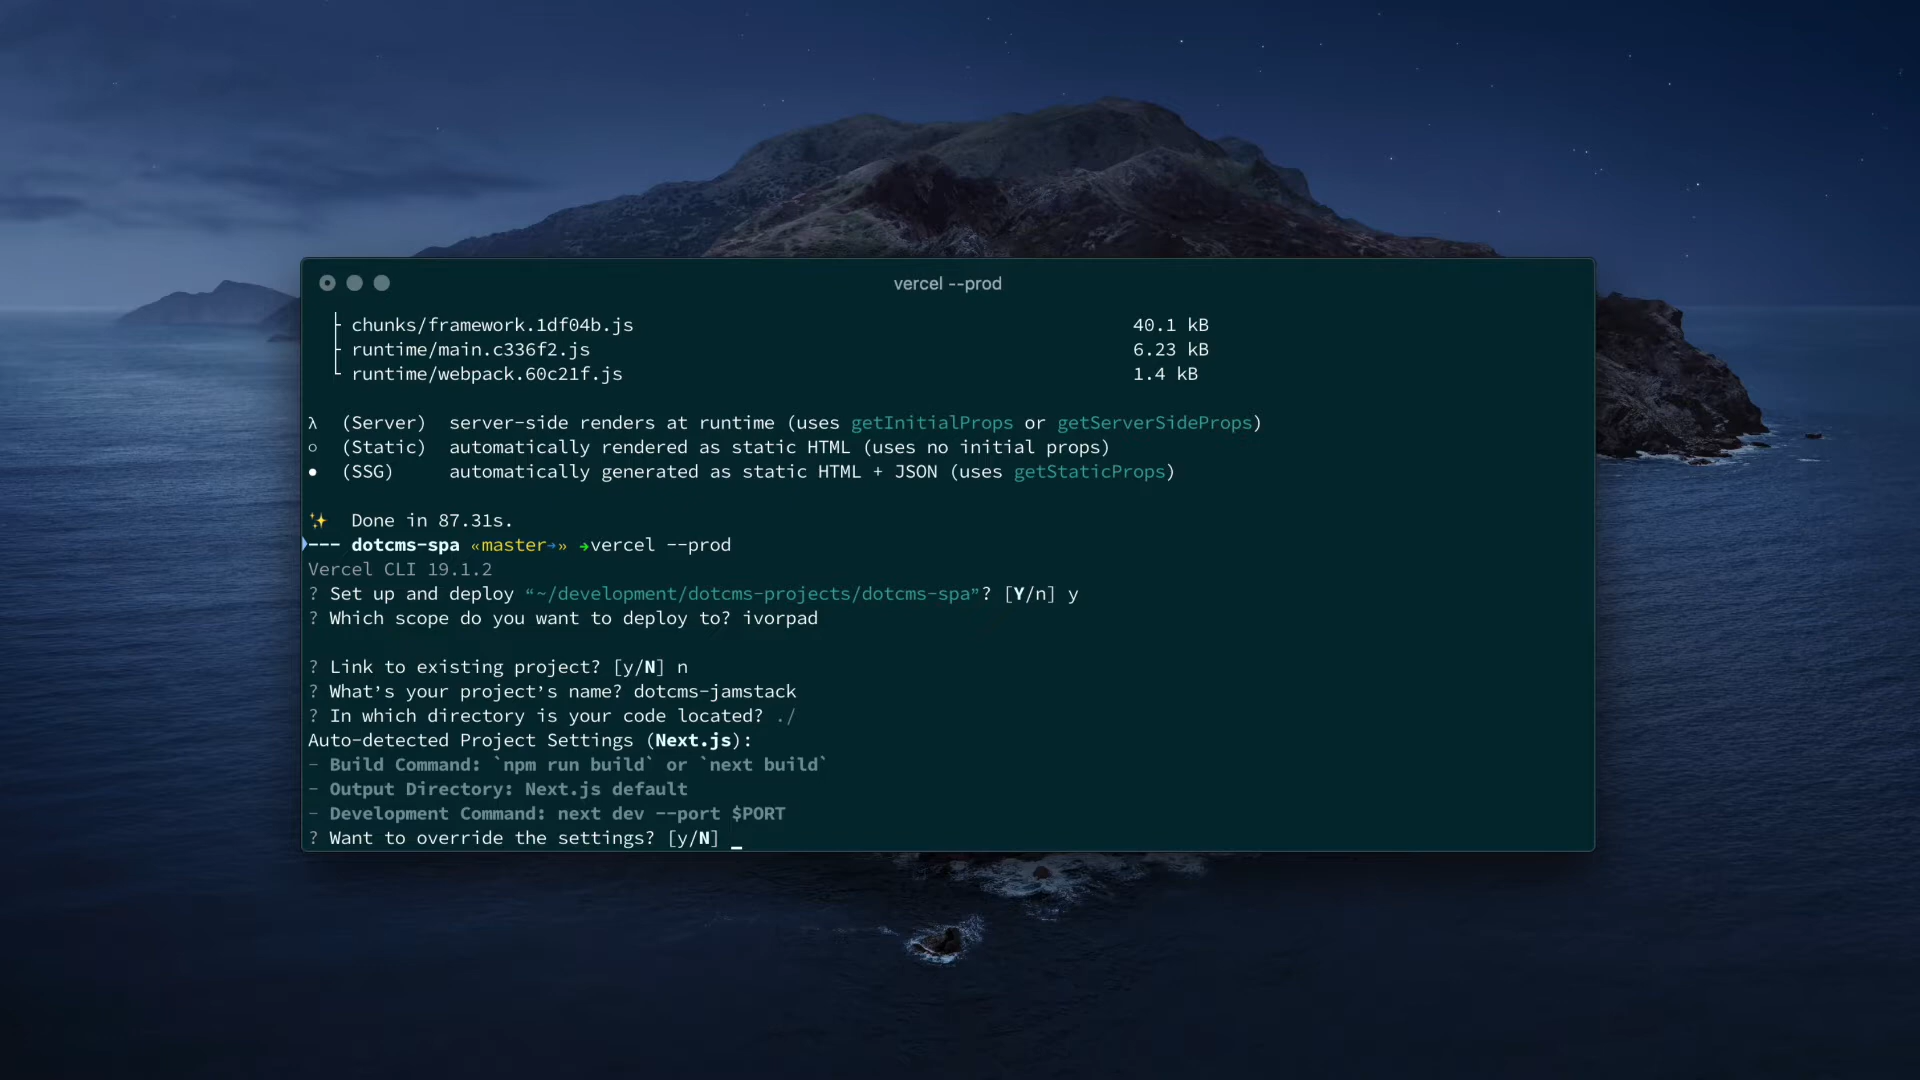 vercel --prod
chunks/framework.1df04b.js 40.1 kB
runtime/main.c336f2.js 6.23 kB
runtime/webpack.60c21f.js 1.4 kB
λ (Server) server-side renders at runtime (uses getInitialProps or getServerSideProps)
○ (Static) automatically rendered as static HTML (uses no initial props)
● (SSG) automatically generated as static HTML + JSON (uses getStaticProps)
✨ Done in 87.31s.
--- dotcms-spa «master→» →vercel --prod
Vercel CLI 19.1.2
? Set up and deploy “~/development/dotcms-projects/dotcms-spa”? [Y/n] y
? Which scope do you want to deploy to? ivorpad
? Link to existing project? [y/N] n
? What’s your project’s name? dotcms-jamstack
? In which directory is your code located? ./
Auto-detected Project Settings (Next.js):
- Build Command: `npm run build` or `next build`
- Output Directory: Next.js default
- Development Command: next dev --port $PORT
? Want to override the settings? [y/N] _